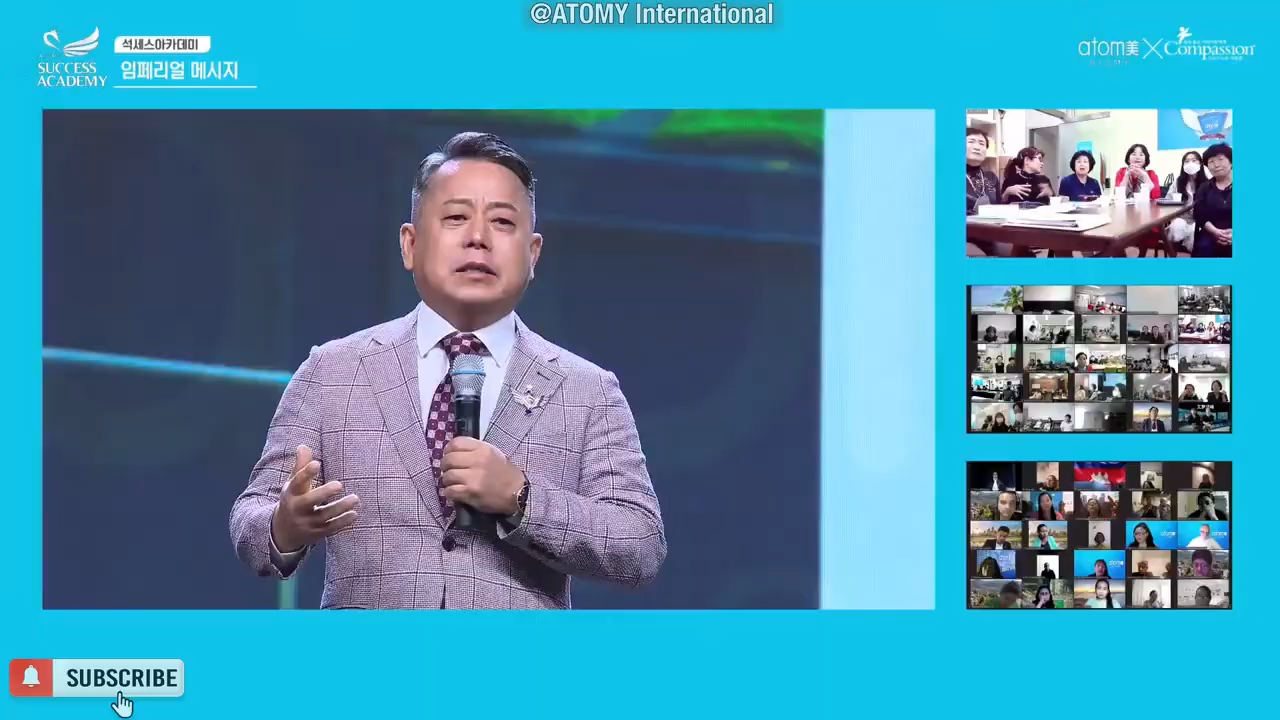 @ATOMY International
석세스아카데미
SUCCESS
ACADEMY
임페리얼 메시지
atom美
Compassion
SUBSCRIBE